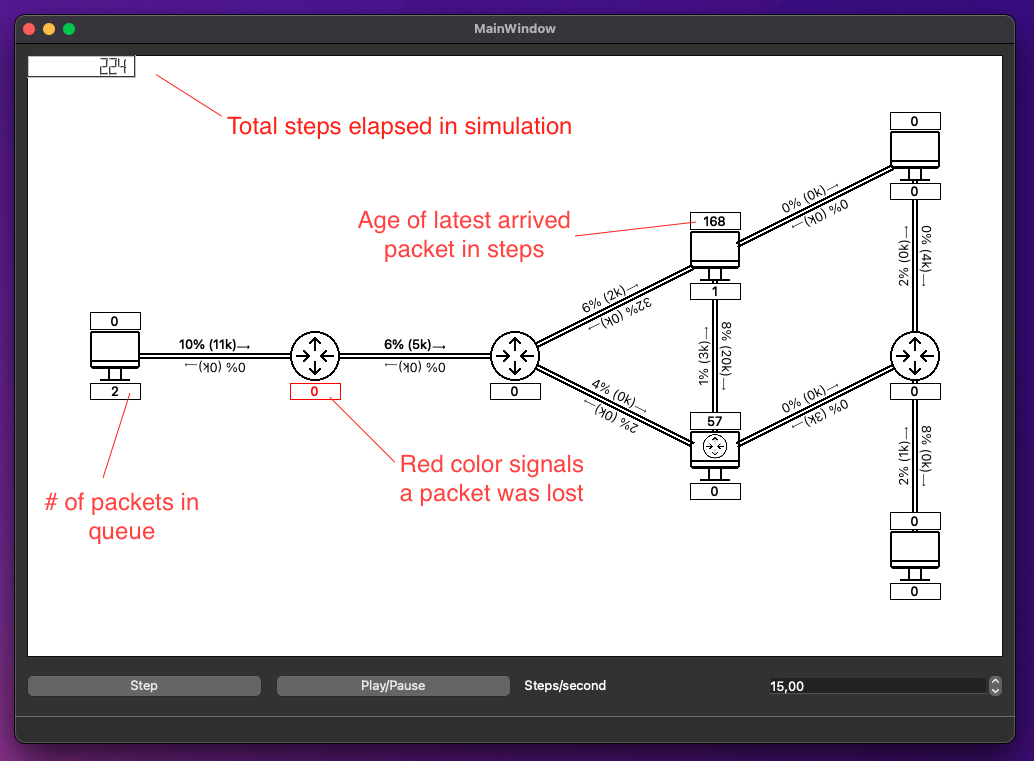 MainWindow
224
Total steps elapsed in simulation
0
0% (0k)→
0% (0k)→
0
Age of latest arrived
packet in steps
168
2% (0k)→
0% (4k)→
6% (2k)→
32% (0k)→
1
0
10% (11k)→
0% (0k)→
6% (5k)→
0% (0k)→
1% (3k)→
8% (20k)→
2
0
0
0
4% (0k)→
2% (0k)→
0% (0k)→
0% (3k)→
57
2% (1k)→
8% (0k)→
Red color signals
a packet was lost
0
# of packets in
queue
0
0
Step
Play/Pause
Steps/second
15,00